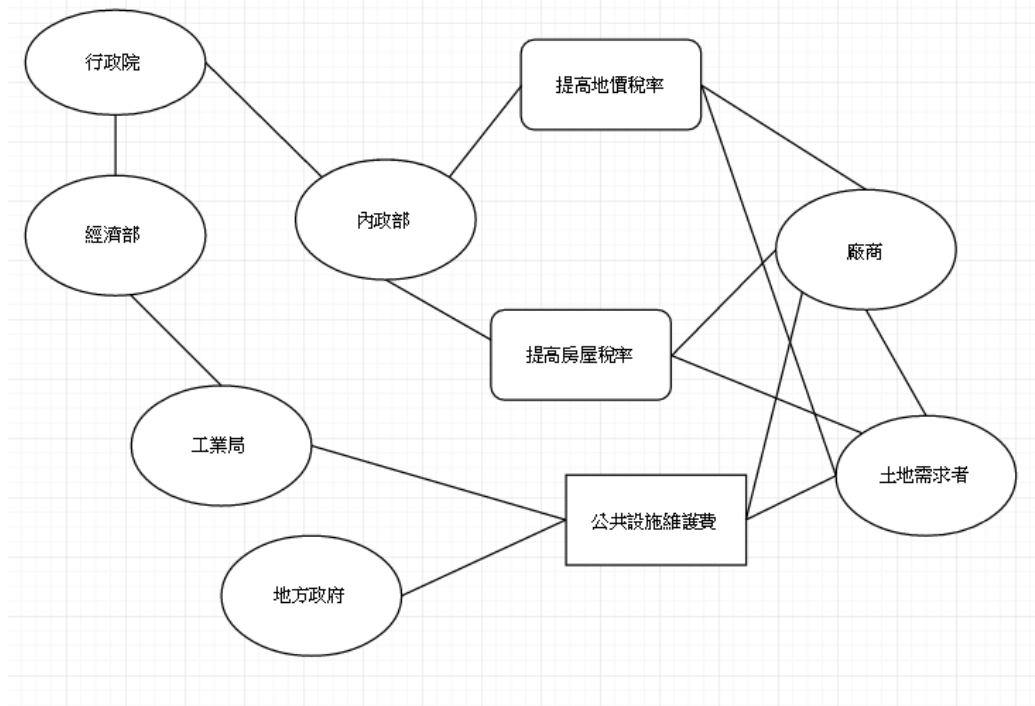 行政院
提高地價稅率
經濟部
內政部
廠商
提高房屋稅率
工業局
土地需求者
公共設施維護費
地方政府